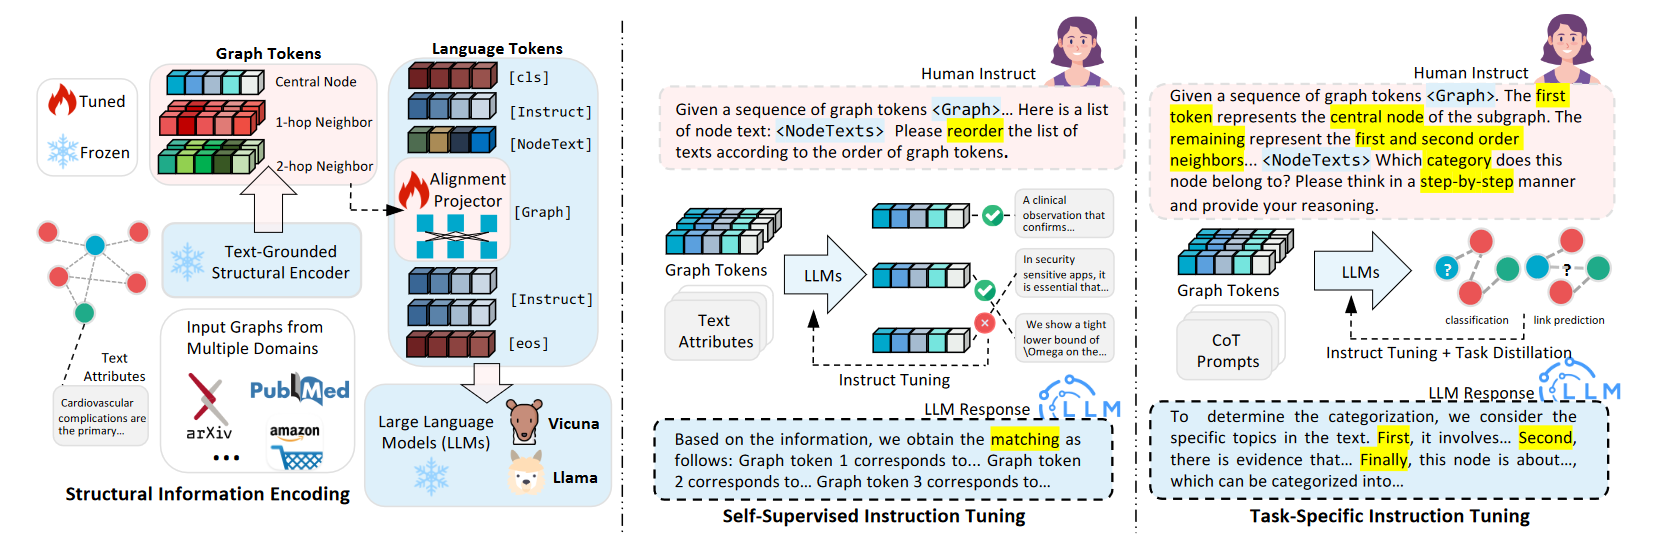 Graph Tokens
Language Tokens
Tuned
Frozen
Central Node
1-hop Neighbor
2-hop Neighbor
[cls]
[Instruct]
[NodeText]
Alignment
Projector
[Graph]
[Instruct]
[eos]
Text-Grounded
Structural Encoder
Input Graphs from
Multiple Domains
arXiv
PubMed
amazon
...
Text
Attributes
Cardiovascular
complications are
the primary...
Large Language
Models (LLMs)
Vicuna
Llama
Structural Information Encoding
Human Instruct
Given a sequence of graph tokens <Graph>... Here is a list
of node text: <NodeTexts> Please reorder the list of
texts according to the order of graph tokens.
Graph Tokens
Text
Attributes
LLMs
A clinical
observation that
confirms...
In security
sensitive apps, it
is essential that...
We show a tight
lower bound of
\Omega on the...
Instruct Tuning
LLM Response
LLM
Based on the information, we obtain the matching as
follows: Graph token 1 corresponds to... Graph token
2 corresponds to... Graph token 3 corresponds to...
Self-Supervised Instruction Tuning
Human Instruct
Given a sequence of graph tokens <Graph>. The first
token represents the central node of the subgraph. The
remaining represent the first and second order
neighbors... <NodeTexts> Which category does this
node belong to? Please think in a step-by-step manner
and provide your reasoning.
Graph Tokens
CoT
Prompts
LLMs
?
?
classification
link prediction
Instruct Tuning + Task Distillation
LLM Response
LLM
To determine the categorization, we consider the
specific topics in the text. First, it involves... Second,
there is evidence that... Finally, this node is about...,
which can be categorized into...
Task-Specific Instruction Tuning